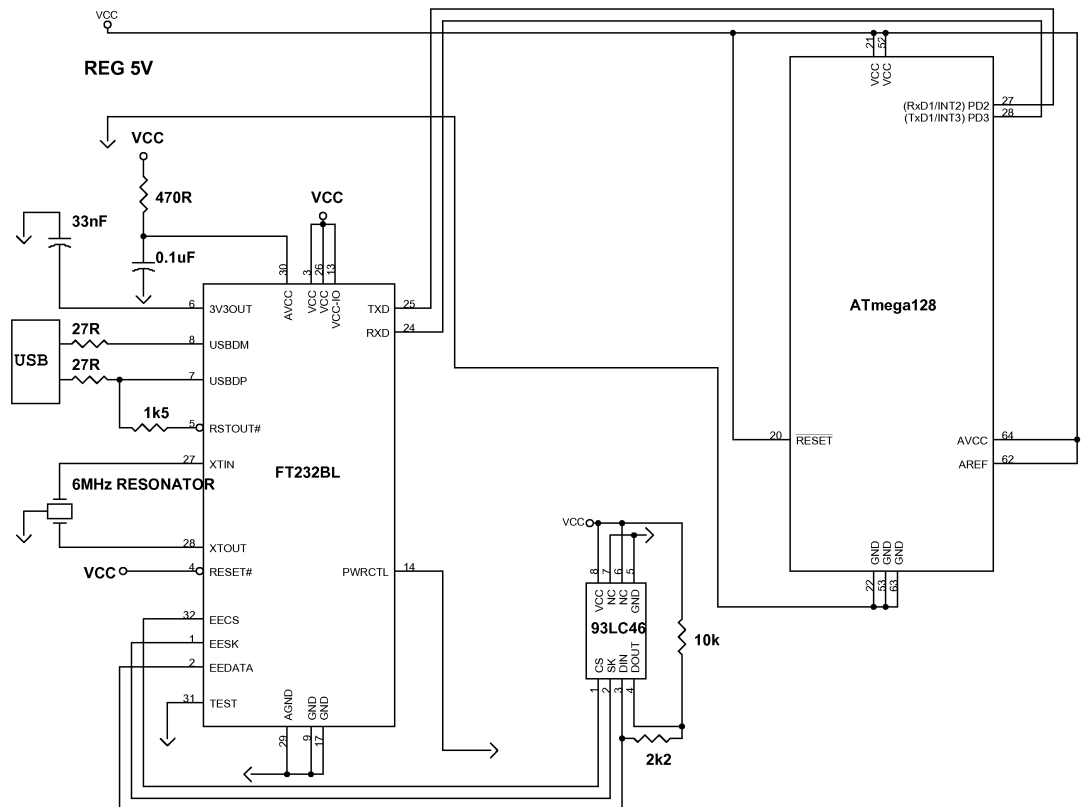 VCC
REG 5V
VCC
470R
VCC
33nF
0.1uF
30
3
26
13
AVCC
VCC
VCC
VCC-IO
6
3V3OUT
TXD
25
RXD
24
USB
27R
8
USBDM
27R
7
USBDP
1k5
5
RSTOUT#
27
XTIN
FT232BL
6MHz RESONATOR
28
XTOUT
VCC
4
RESET#
PWRCTL
14
32
EECS
1
EESK
2
EEDATA
31
TEST
AGND
GND
GND
29
9
17
21
52
VCC
VCC
(RxD1/INT2) PD2
27
(TxD1/INT3) PD3
28
ATmega128
20
RESET
AVCC
64
AREF
62
GND
GND
GND
22
53
63
VCC
8
7
6
5
VCC
NC
NC
GND
93LC46
10k
CS
SK
DIN
DOUT
1
2
3
4
2k2